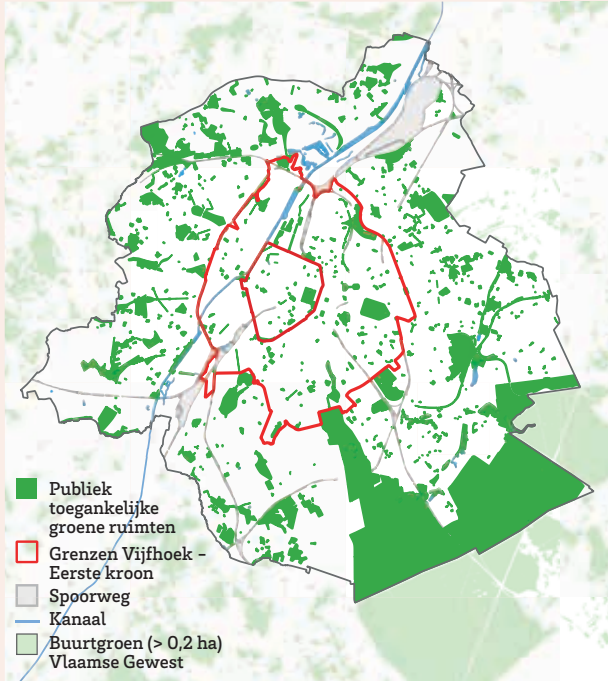 Publiek
toegankelijke
groene ruimten
Grenzen Vijfhoek –
Eerste kroon
Spoorweg
Kanaal
Buurtgroen (> 0,2 ha)
Vlaamse Gewest